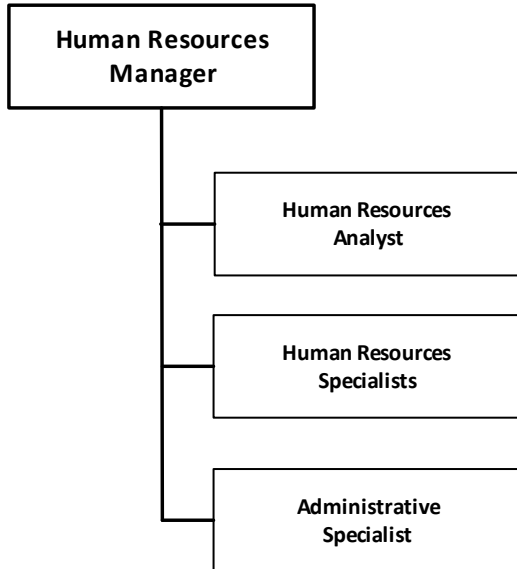 Human Resources
Manager
Human Resources
Analyst
Human Resources
Specialists
Administrative
Specialist